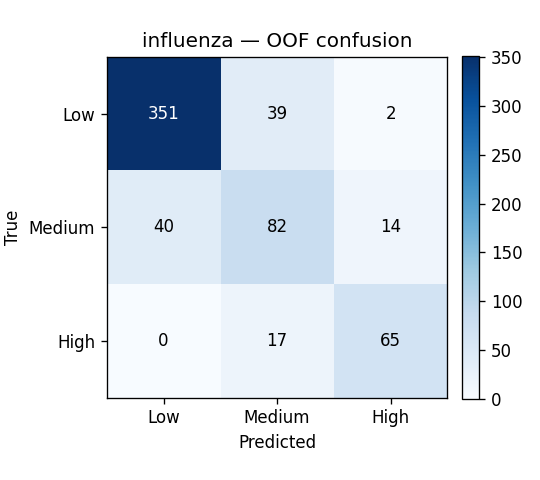 influenza — OOF confusion
True
Low 351 39 2
Medium 40 82 14
High 0 17 65
Low Medium High
Predicted
350
300
250
200
150
100
50
0